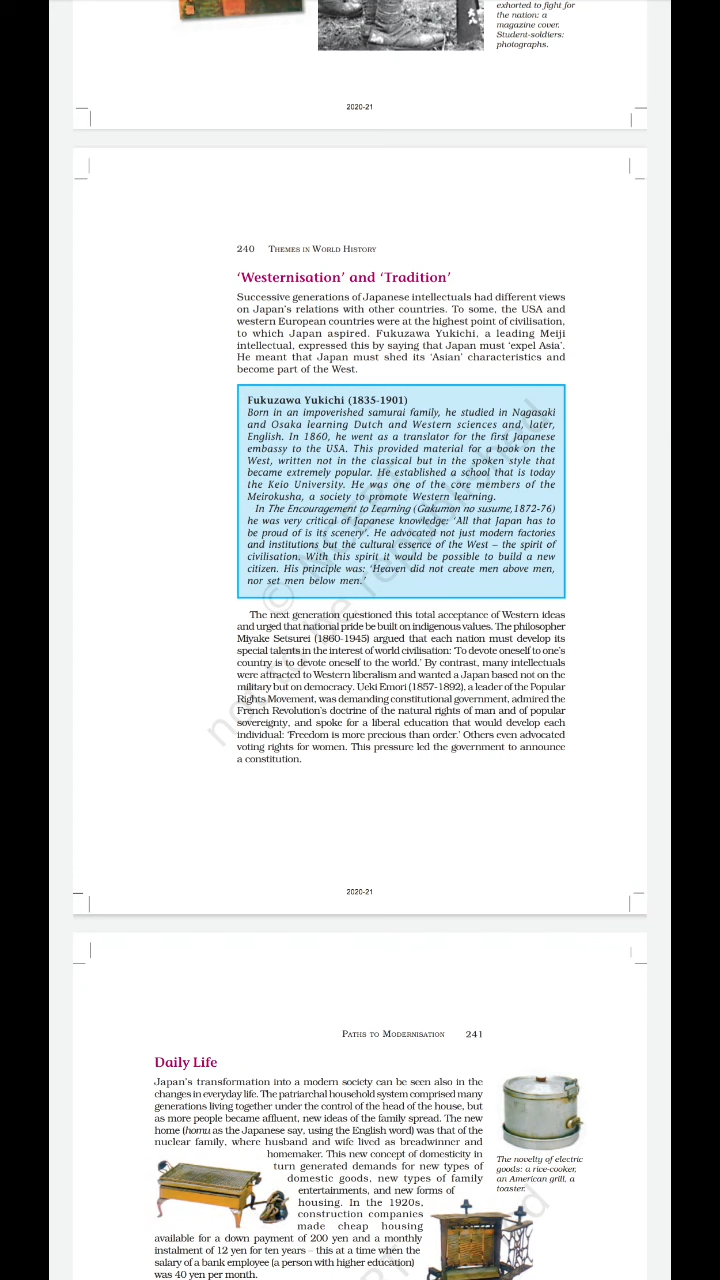 exhorted to fight for
the nation: a
magazine cover.
Student-soldiers:
photographs.
2020-21
240 THEMES IN WORLD HISTORY
‘Westernisation’ and ‘Tradition’
Successive generations of Japanese intellectuals had different views
on Japan’s relations with other countries. To some, the USA and
western European countries were at the highest point of civilisation,
to which Japan aspired. Fukuzawa Yukichi, a leading Meiji
intellectual, expressed this by saying that Japan must ‘expel Asia’.
He meant that Japan must shed its ‘Asian’ characteristics and
become part of the West.
Fukuzawa Yukichi (1835-1901)
Born in an impoverished samurai family, he studied in Nagasaki
and Osaka learning Dutch and Western sciences and, later,
English. In 1860, he went as a translator for the first Japanese
embassy to the USA. This provided material for a book on the
West, written not in the classical but in the spoken style that
became extremely popular. He established a school that is today
the Keio University. He was one of the core members of the
Meirokusha, a society to promote Western learning.
In The Encouragement to Learning (Gakumon no susume,1872-76)
he was very critical of Japanese knowledge: ‘All that Japan has to
be proud of is its scenery’. He advocated not just modern factories
and institutions but the cultural essence of the West – the spirit of
civilisation. With this spirit it would be possible to build a new
citizen. His principle was: ‘Heaven did not create men above men,
nor set men below men.’
The next generation questioned this total acceptance of Western ideas
and urged that national pride be built on indigenous values. The philosopher
Miyake Setsurei (1860-1945) argued that each nation must develop its
special talents in the interest of world civilisation: ‘To devote oneself to one’s
country is to devote oneself to the world.’ By contrast, many intellectuals
were attracted to Western liberalism and wanted a Japan based not on the
military but on democracy. Ueki Emori (1857-1892), a leader of the Popular
Rights Movement, was demanding constitutional government, admired the
French Revolution’s doctrine of the natural rights of man and of popular
sovereignty, and spoke for a liberal education that would develop each
individual: ‘Freedom is more precious than order.’ Others even advocated
voting rights for women. This pressure led the government to announce
a constitution.
2020-21
PATHS TO MODERNISATION 241
Daily Life
Japan’s transformation into a modern society can be seen also in the
changes in everyday life. The patriarchal household system comprised many
generations living together under the control of the head of the house, but
as more people became affluent, new ideas of the family spread. The new
home (homu as the Japanese say, using the English word) was that of the
nuclear family, where husband and wife lived as breadwinner and
homemaker. This new concept of domesticity in
turn generated demands for new types of
domestic goods, new types of family
entertainments, and new forms of
housing. In the 1920s,
construction companies
made cheap housing
available for a down payment of 200 yen and a monthly
instalment of 12 yen for ten years – this at a time when the
salary of a bank employee (a person with higher education)
was 40 yen per month.
The novelty of electric
goods: a rice-cooker,
an American grill, a
toaster.